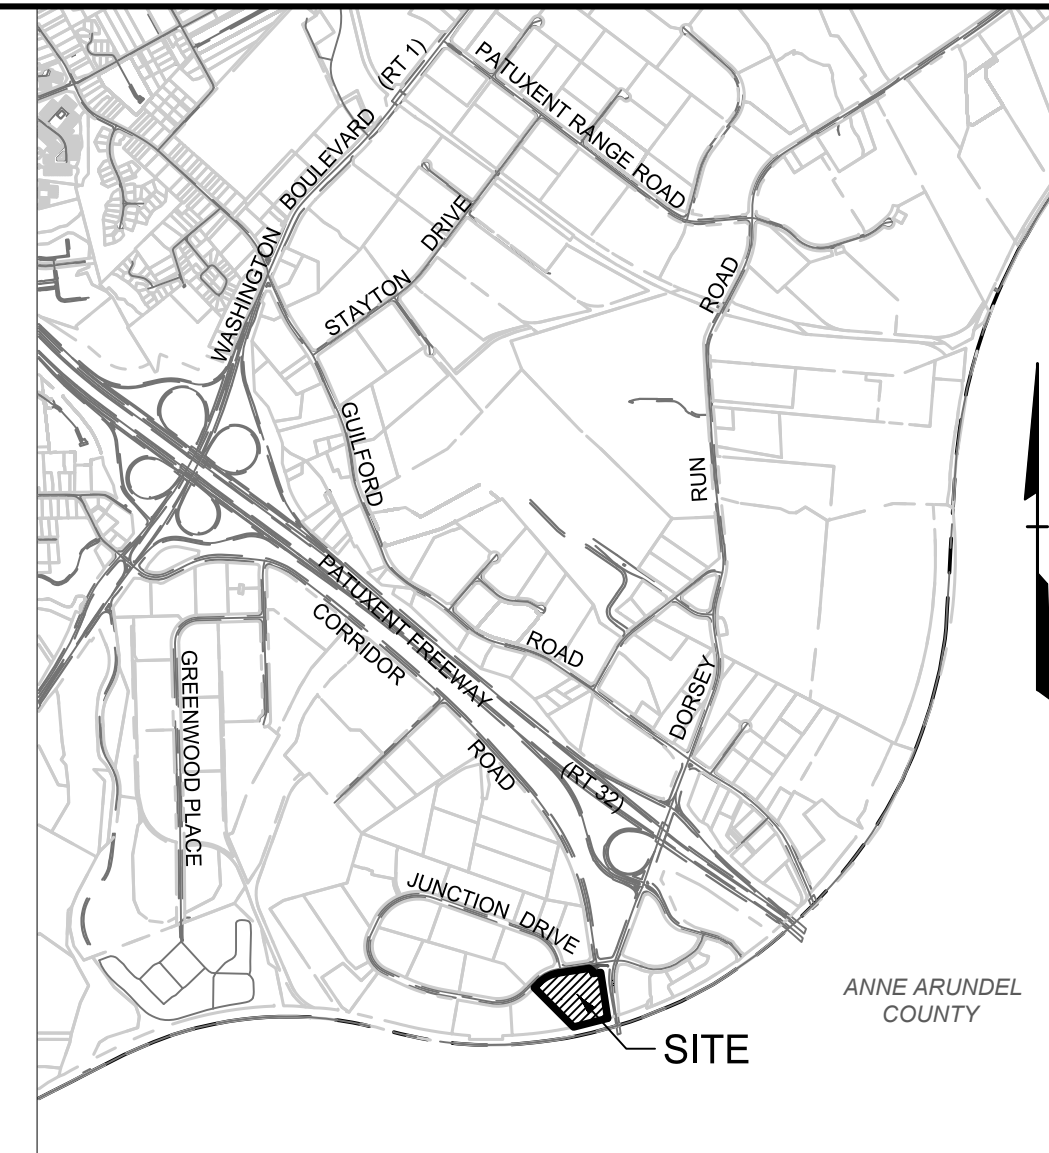 (RT 1)
PATUXENT RANGE ROAD
WASHINGTON BOULEVARD
STAYTON DRIVE
ROAD
GUILFORD
RUN
PATUXENT FREEWAY
CORRIDOR
ROAD
DORSEY
GREENWOOD PLACE
ROAD
(RT 32)
JUNCTION DRIVE
ANNE ARUNDEL
COUNTY
SITE